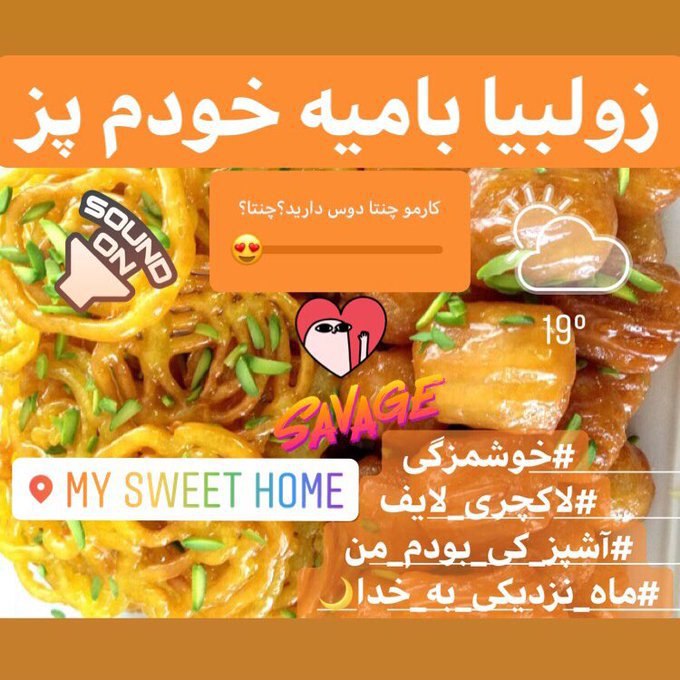 زولبیا بامیه خودم پز
کارمو چنتا دوس دارید؟چنتا؟
SOUND
ON
19°
SAVAGE
#خوشمزگی
MY SWEET HOME
#لاکچری_لایف
#آشپز_کی_بودم_من
#ماه_نزدیکی_به_خدا🌙